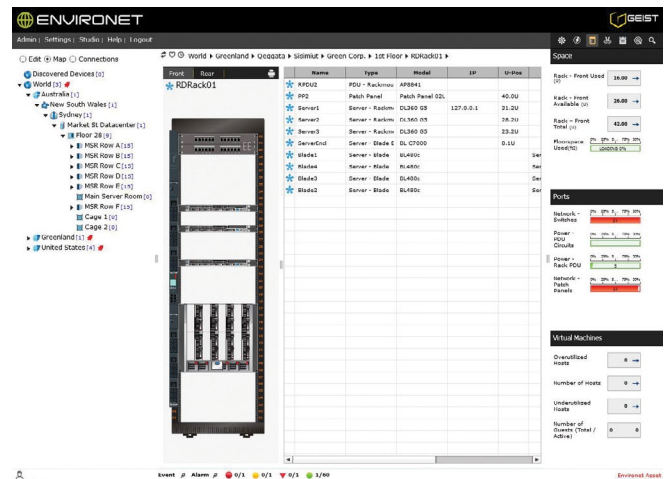 ENVIRONET
GEIST
Admin | Settings | Studio | Help | Logout
Edit Map Connections
World Greenland Qeqqata Sisimiut Green Corp. 1st Floor RDRack01
Space
Discovered Devices [0]
World [3]
Australia [1]
New South Wales [1]
Sydney [1]
Market St Datacenter [1]
Floor 28 [9]
MSR Row A [15]
MSR Row B [15]
MSR Row C [15]
MSR Row D [15]
MSR Row E [15]
Main Server Room [0]
MSR Row F [15]
Cage 1 [0]
Cage 2 [0]
Greenland [1]
United States [4]
Front Rear
RDRack01
Name Type Model IP U-Pos
RPDU2 PDU - Rackmou AP8841
PP2 Patch Panel Patch Panel 02U 40.0U
Server1 Server - Rackmo DL360 G5 127.0.0.1 31.2U
Server2 Server - Rackmo DL360 G5 28.2U
Server3 Server - Rackmo DL360 G5 23.2U
ServerEncl Server - Blade E BL C7000 0.1U
Blade1 Server - Blade BL480c Ser
Blade4 Server - Blade BL480c Ser
Blade3 Server - Blade BL480c Ser
Blade2 Server - Blade BL480c Ser
Rack - Front Used (U) 16.00
Rack - Front Available (U) 26.00
Rack - Front Total (U) 42.00
Floorspace Used(%)
LOADING 0%
Ports
Network - Switches
Power - PDU Circuits
Power - Rack PDU
Network - Patch Panels
Virtual Machines
Overutilized Hosts 0
Number of Hosts 0
Underutilized Hosts 0
Number of Guests (Total / Active) 0 0
Event Alarm 0/1 0/1 0/1 1/60
Environet Asset